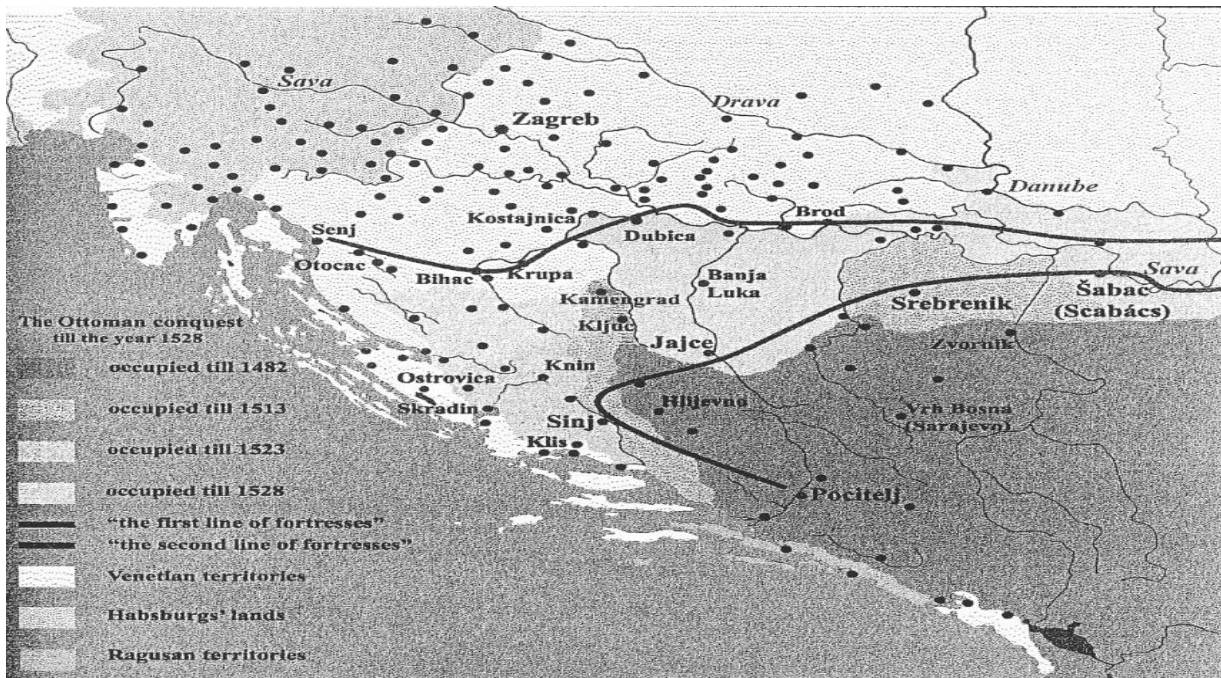 Sava
Drava
Zagreb
Danube
Kostajnica
Brod
Senj
Dubica
Otocac
Bihac
Krupa
Banja
Luka
Sava
Kamengrad
Srebrenik
Šabac
(Scabács)
Kljuc
The Ottoman conquest
till the year 1528
Jajce
Zvornik
occupied till 1482
Knin
Ostrovica
occupied till 1513
Skradin
Hlijevno
Vrh Bosna
(Sarajevo)
Sinj
Klis
occupied till 1523
occupied till 1528
Pocitelj
"the first line of fortresses"
"the second line of fortresses"
Venetian territories
Habsburgs' lands
Ragusan territories